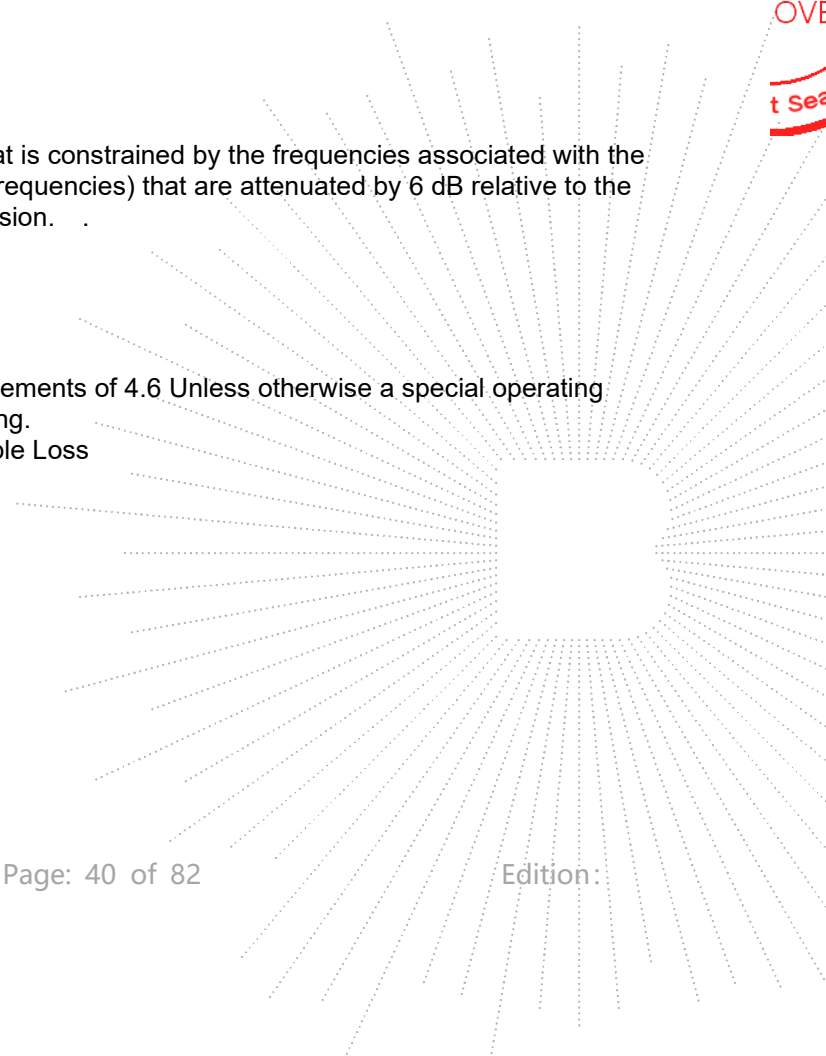 OVE
t Sea
at is constrained by the frequencies associated with the
requencies) that are attenuated by 6 dB relative to the
sion. .
ements of 4.6 Unless otherwise a special operating
ng.
ole Loss
Page: 40 of 82 Edition: